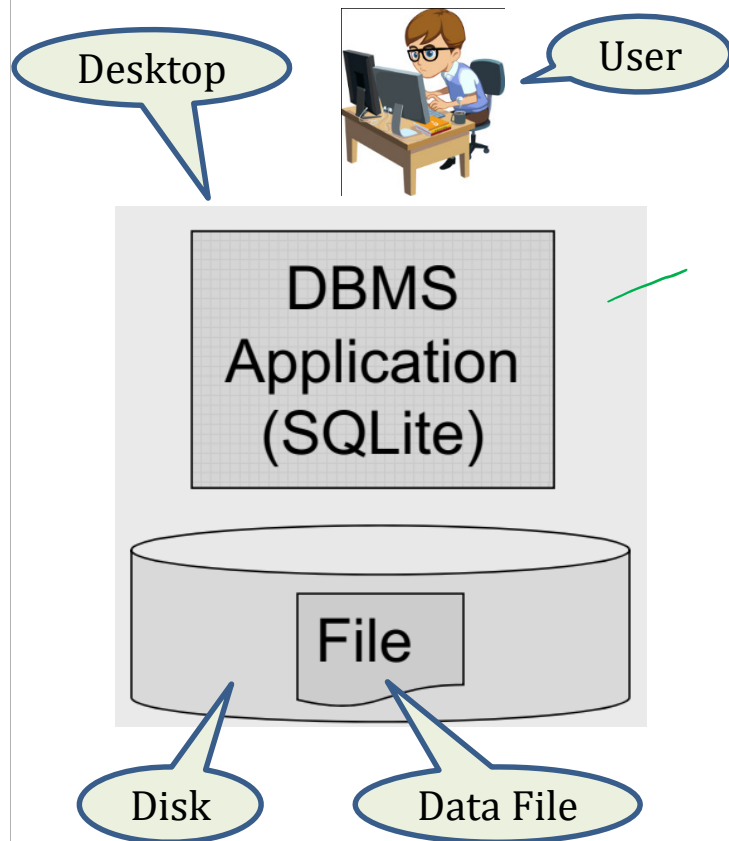 Desktop
User
DBMS
Application
(SQLite)
File
Disk
Data File